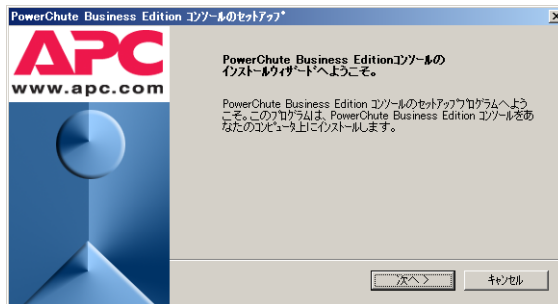 PowerChute Business Edition コンソールのセットアップ
APC
www.apc.com
PowerChute Business Editionコンソールの
インストールウィザードへようこそ。
PowerChute Business Edition コンソールのセットアッププログラムへよう
こそ。このプログラムは、PowerChute Business Edition コンソールをあ
なたのコンピュータ上にインストールします。
次へ >
キャンセル